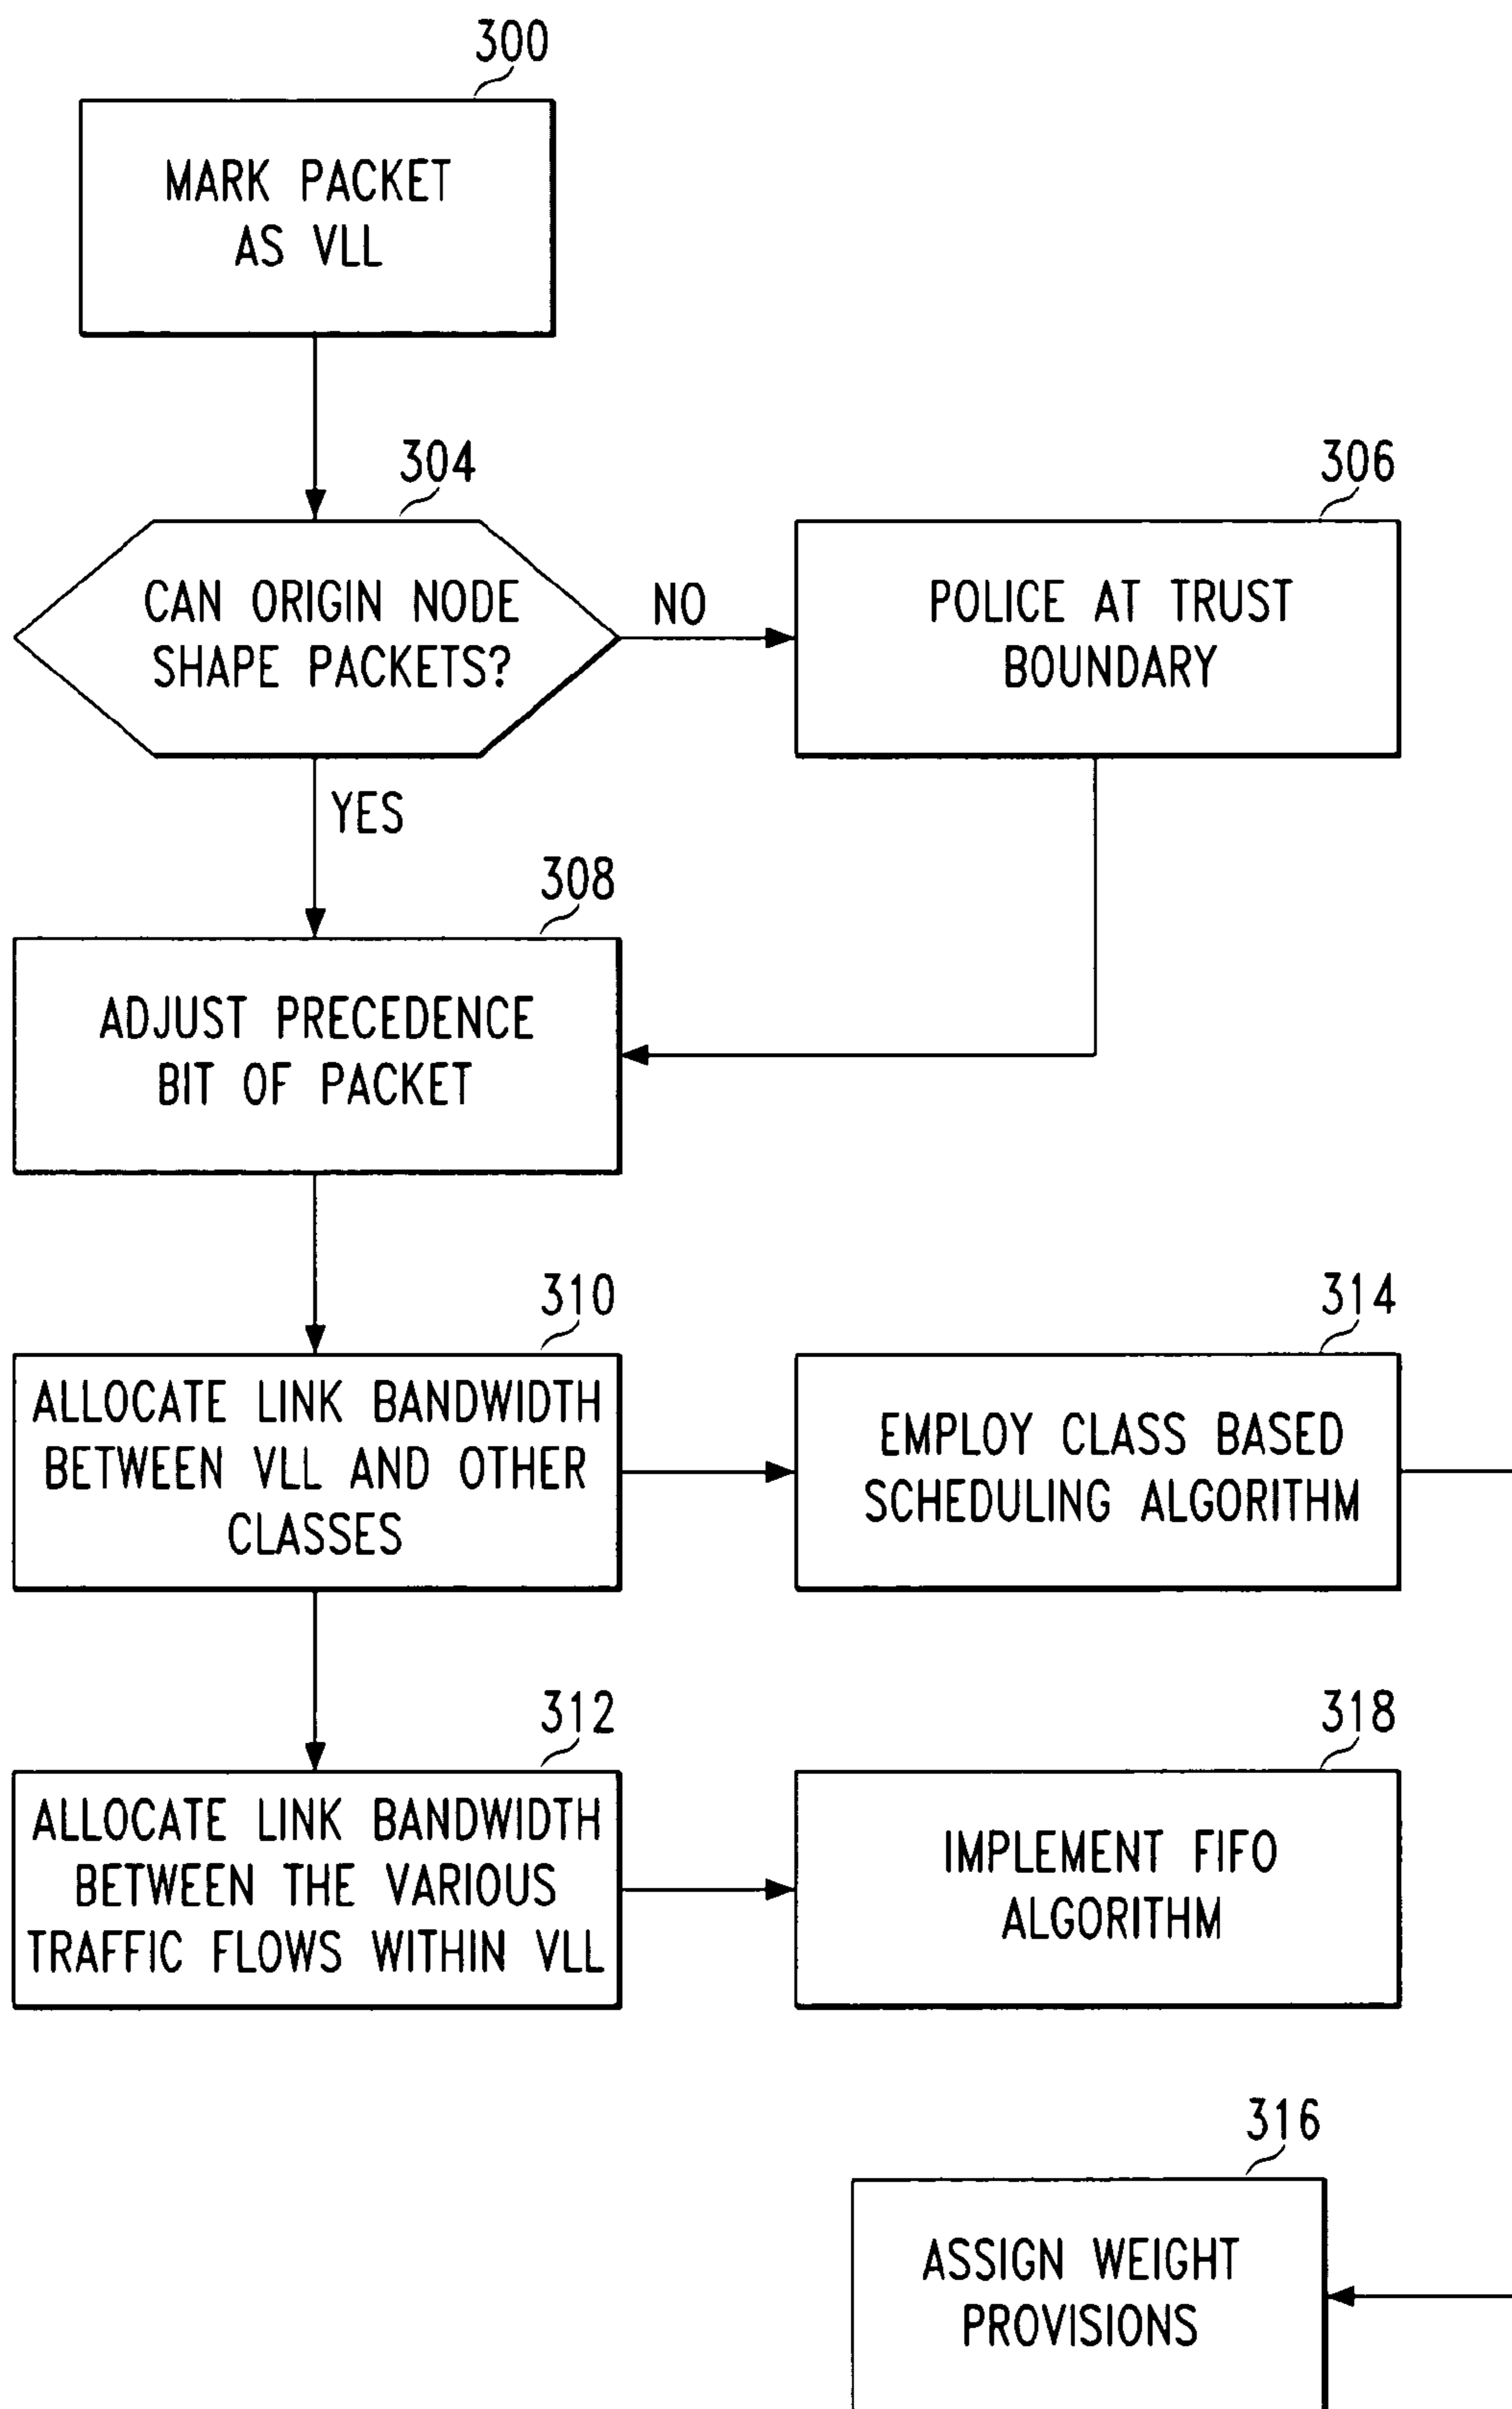 300
MARK PACKET
AS VLL
304
CAN ORIGIN NODE
SHAPE PACKETS?
NO
306
POLICE AT TRUST
BOUNDARY
YES
308
ADJUST PRECEDENCE
BIT OF PACKET
310
ALLOCATE LINK BANDWIDTH
BETWEEN VLL AND OTHER
CLASSES
314
EMPLOY CLASS BASED
SCHEDULING ALGORITHM
312
ALLOCATE LINK BANDWIDTH
BETWEEN THE VARIOUS
TRAFFIC FLOWS WITHIN VLL
318
IMPLEMENT FIFO
ALGORITHM
316
ASSIGN WEIGHT
PROVISIONS